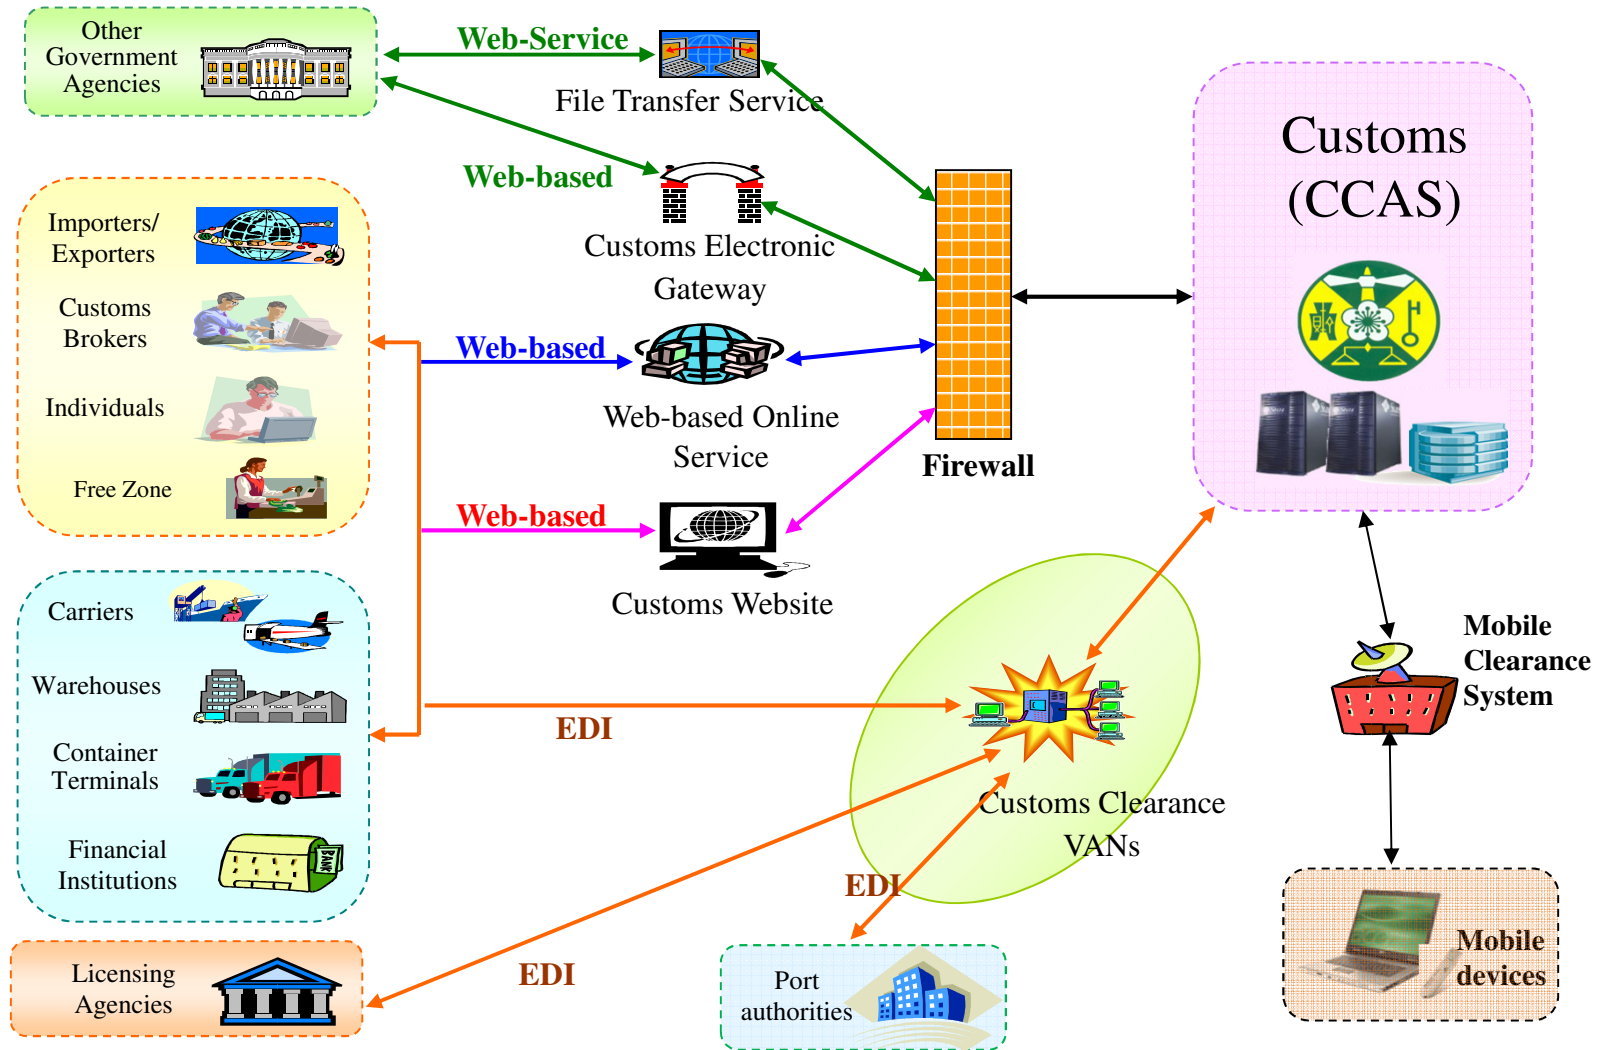 Other
Government
Agencies
Web-Service
File Transfer Service
Web-based
Customs Electronic
Gateway
Importers/
Exporters
Customs
Brokers
Individuals
Free Zone
Web-based
Web-based Online
Service
Web-based
Customs Website
Firewall
Customs
(CCAS)
Carriers
Warehouses
Container
Terminals
Financial
Institutions
BANK
EDI
Customs Clearance
VANs
EDI
EDI
Licensing
Agencies
Port
authorities
Mobile
Clearance
System
Mobile
devices